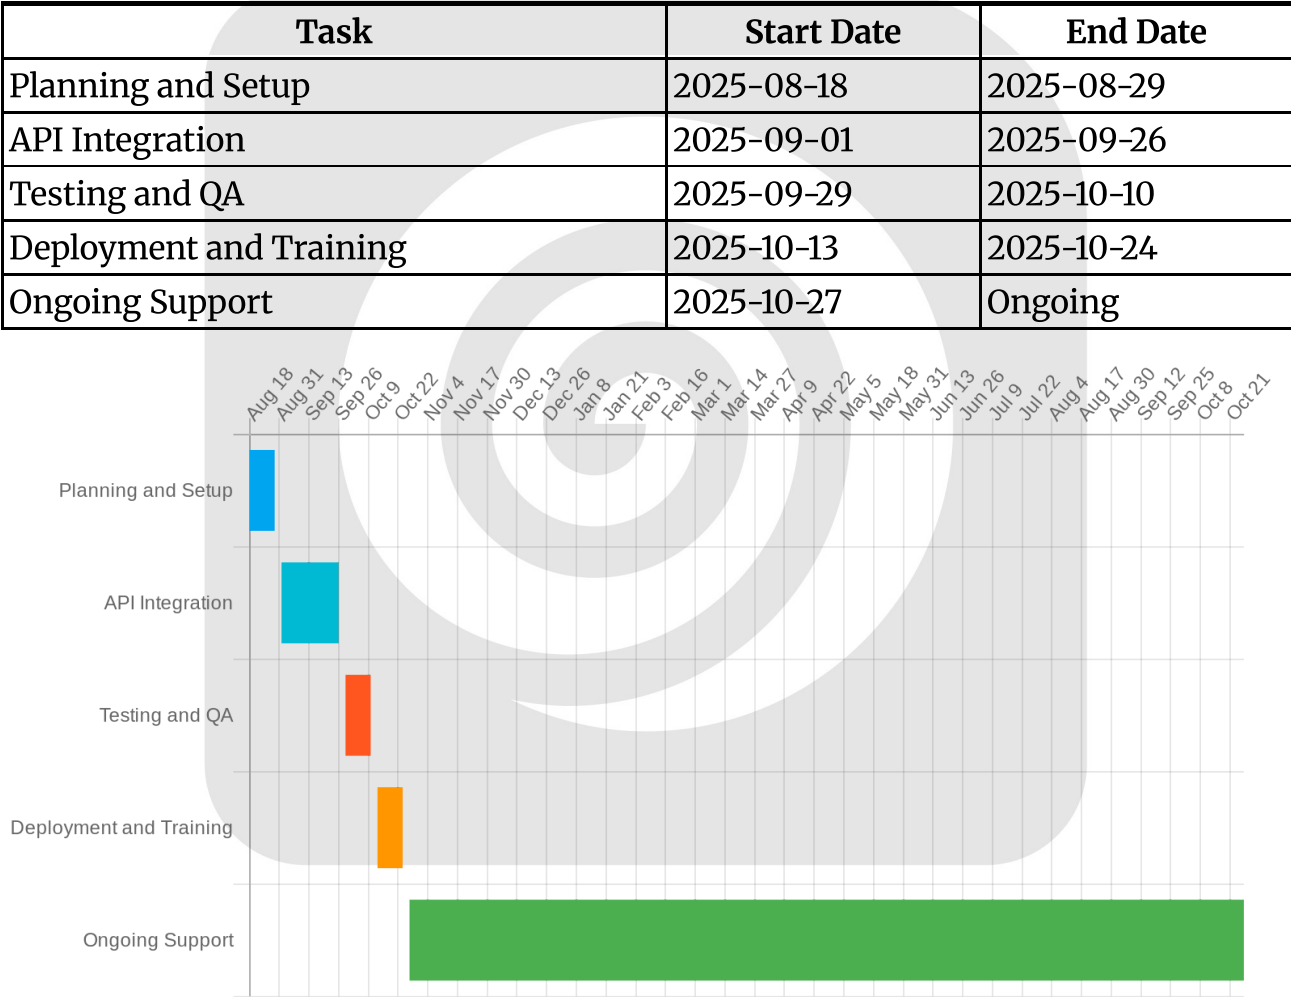 Task Start Date End Date
Planning and Setup 2025-08-18 2025-08-29
API Integration 2025-09-01 2025-09-26
Testing and QA 2025-09-29 2025-10-10
Deployment and Training 2025-10-13 2025-10-24
Ongoing Support 2025-10-27 Ongoing
Aug 18 Aug 31 Sep 13 Sep 26 Oct 9 Oct 22 Nov 4 Nov 17 Nov 30 Dec 13 Dec 26 Jan 8 Jan 21 Feb 3 Feb 16 Mar 1 Mar 14 Mar 27 Apr 9 Apr 22 May 5 May 18 May 31 Jun 13 Jun 26 Jul 9 Jul 22 Aug 4 Aug 17 Aug 30 Sep 12 Sep 25 Oct 8 Oct 21
Planning and Setup
API Integration
Testing and QA
Deployment and Training
Ongoing Support